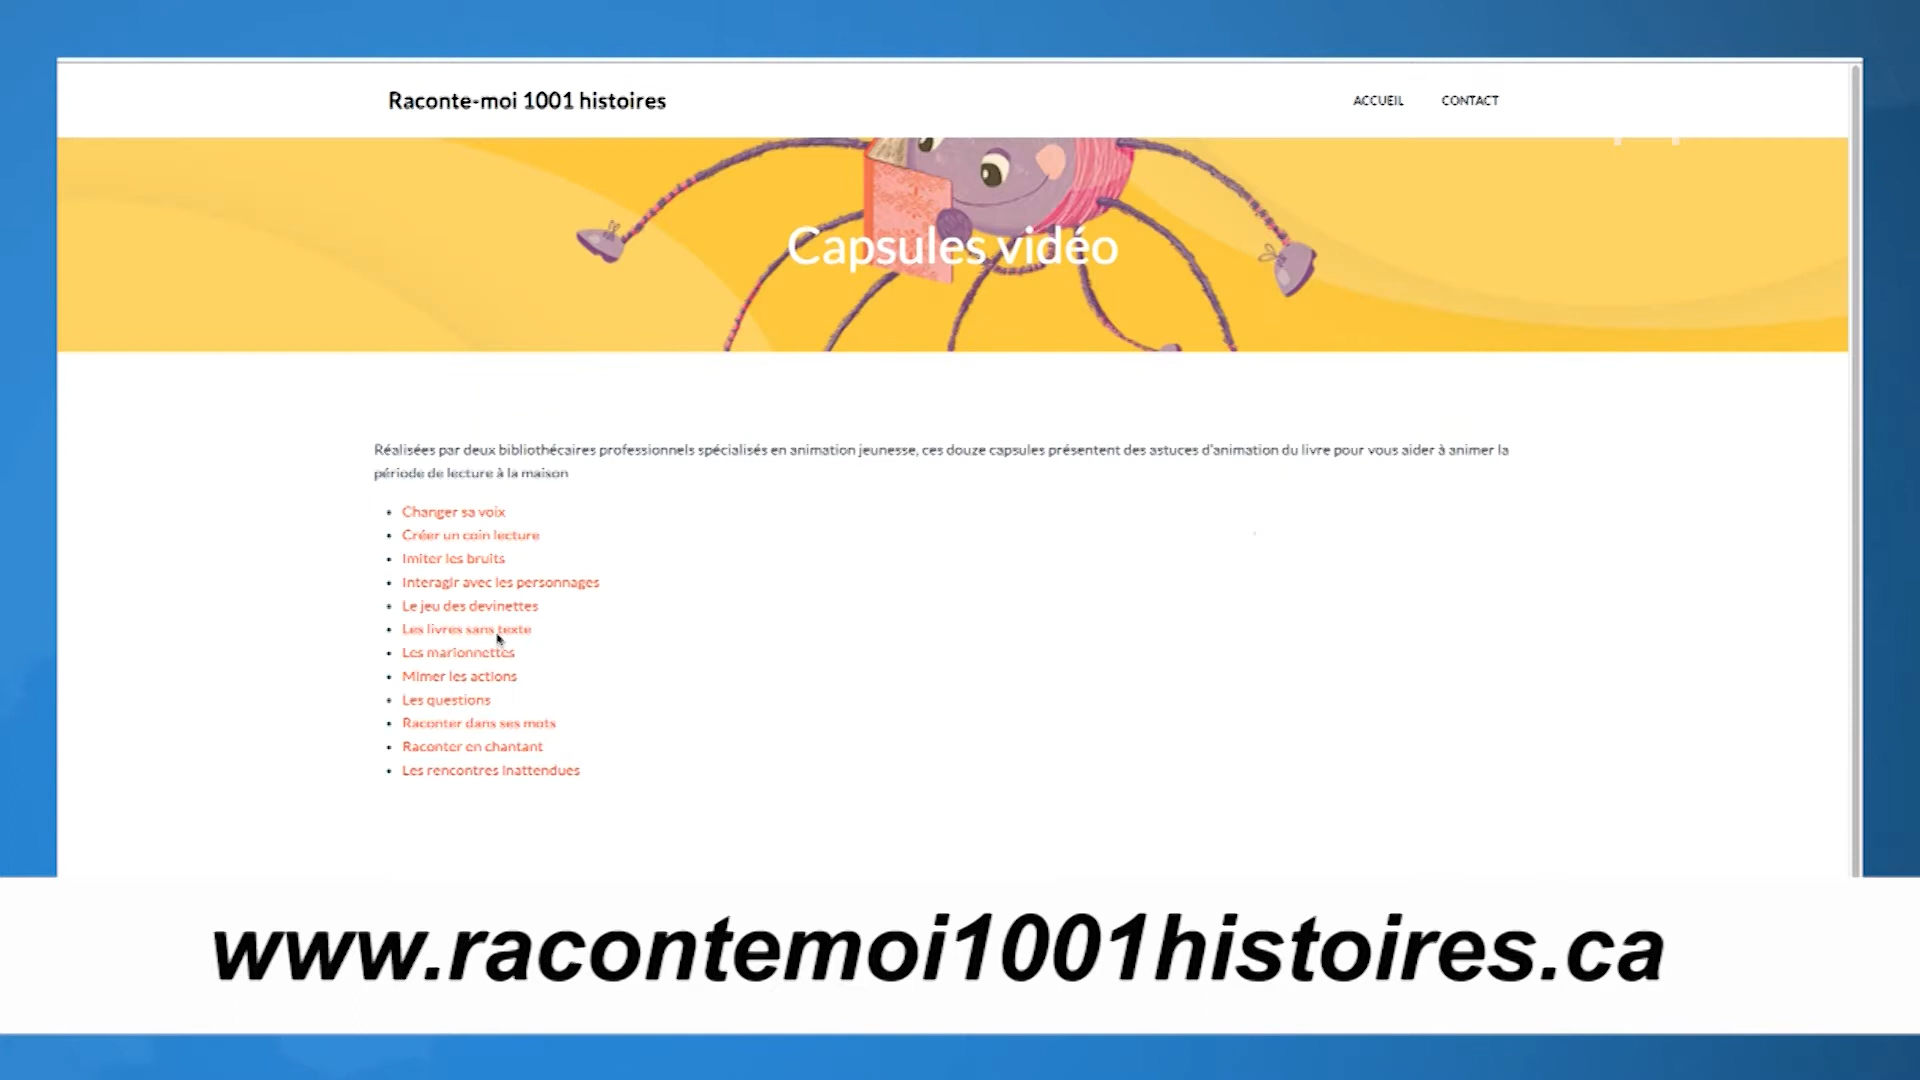 Raconte-moi 1001 histoires
ACCUEIL CONTACT
Capsules vidéo
Réalisées par deux bibliothécaires professionnels spécialisés en animation jeunesse, ces douze capsules présentent des astuces d'animation du livre pour vous aider à animer la
période de lecture à la maison
• Changer sa voix
• Créer un coin lecture
• Imiter les bruits
• Interagir avec les personnages
• Le jeu des devinettes
• Les livres sans texte
• Les marionnettes
• Mimer les actions
• Les questions
• Raconter dans ses mots
• Raconter en chantant
• Les rencontres inattendues
www.racontemoi1001histoires.ca